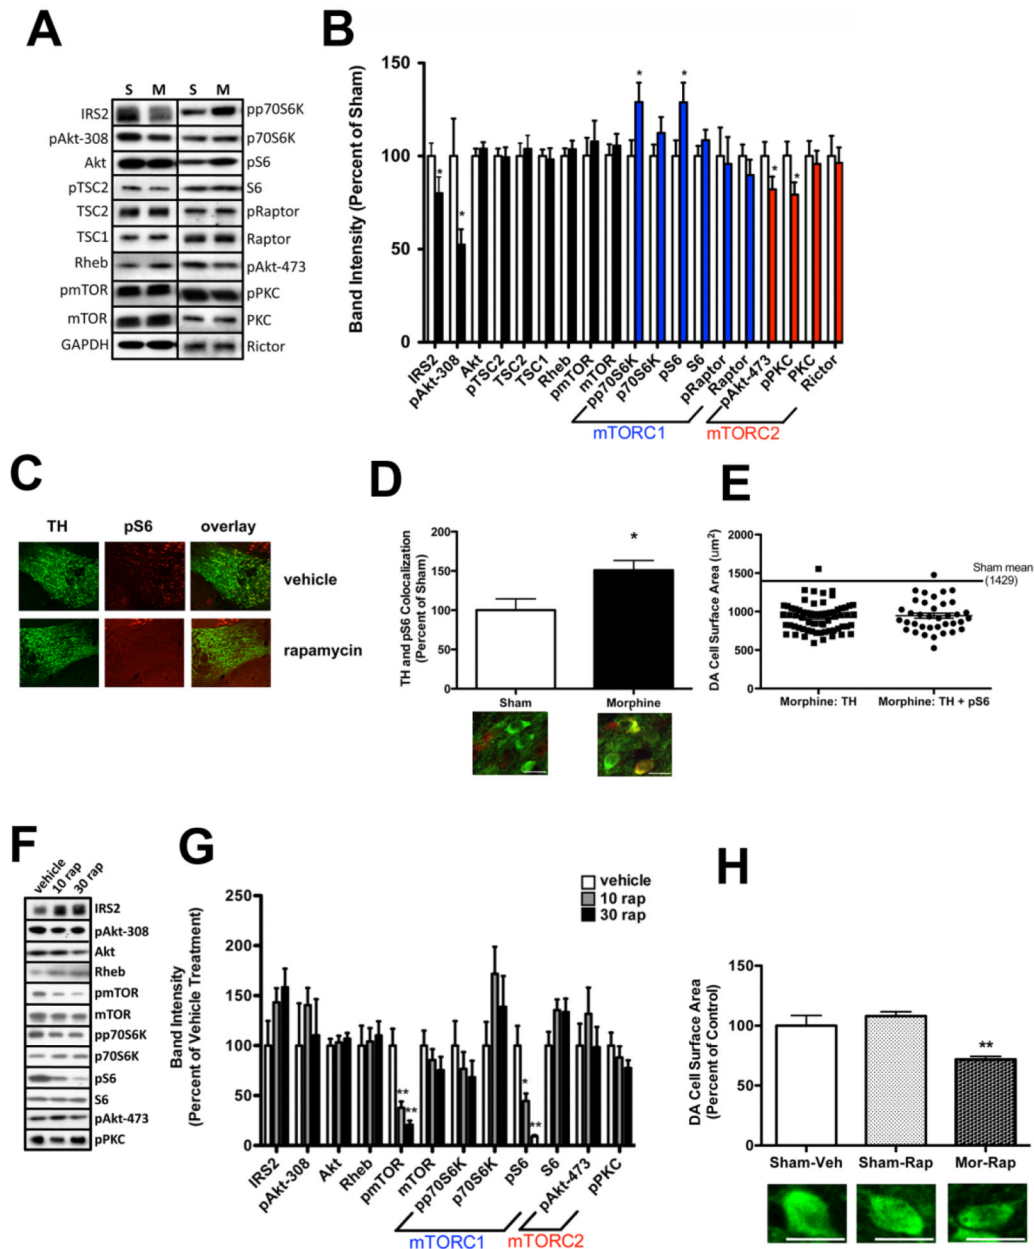 A
S M S M
IRS2
pAkt-308
Akt
pTSC2
TSC2
TSC1
Rheb
pmTOR
mTOR
GAPDH
pp70S6K
p70S6K
pS6
S6
pRaptor
Raptor
pAkt-473
pPKC
PKC
Rictor
B
Band Intensity (Percent of Sham)
150
100
50
0
* * * * * *
IRS2
pAkt-308
Akt
pTSC2
TSC2
TSC1
Rheb
pmTOR
mTOR
pp70S6K
p70S6K
pS6
S6
pRaptor
Raptor
pAkt-473
pPKC
PKC
Rictor
mTORC1
mTORC2
C
TH pS6 overlay
vehicle
rapamycin
D
TH and pS6 Colocalization
(Percent of Sham)
200
150
100
50
0
*
Sham Morphine
E
DA Cell Surface Area (um²)
2000
1500
1000
500
0
Sham mean
(1429)
Morphine: TH Morphine: TH + pS6
F
vehicle
10 rap
30 rap
IRS2
pAkt-308
Akt
Rheb
pmTOR
mTOR
pp70S6K
p70S6K
pS6
S6
pAkt-473
pPKC
G
Band Intensity
(Percent of Vehicle Treatment)
250
200
150
100
50
0
vehicle
10 rap
30 rap
** ** * **
IRS2
pAkt-308
Akt
Rheb
pmTOR
mTOR
pp70S6K
p70S6K
pS6
S6
pAkt-473
pPKC
mTORC1
mTORC2
H
DA Cell Surface Area
(Percent of Control)
150
100
50
0
**
Sham-Veh Sham-Rap Mor-Rap